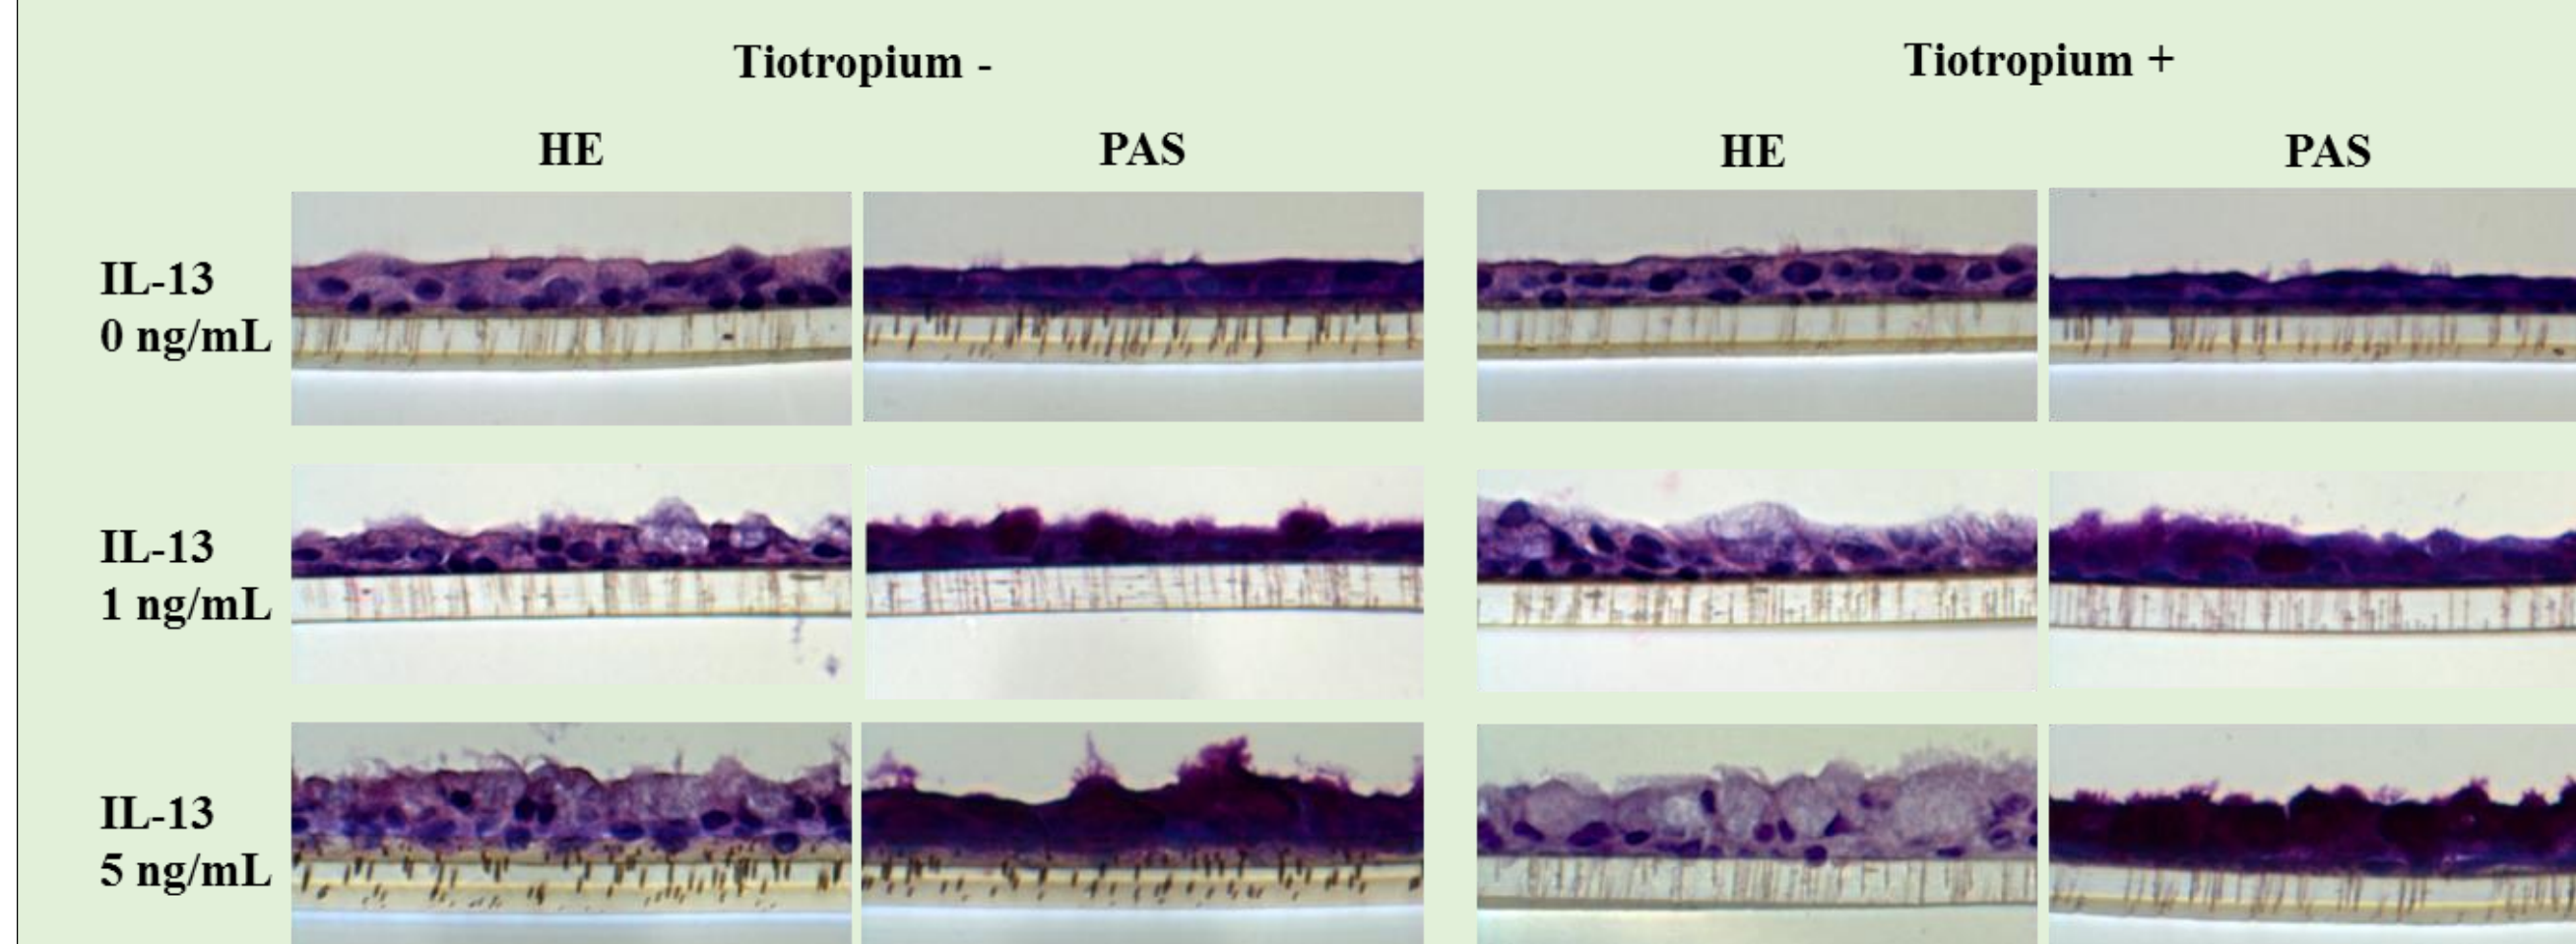 Tiotropium - Tiotropium +
HE PAS HE PAS
IL-13
0 ng/mL
IL-13
1 ng/mL
IL-13
5 ng/mL